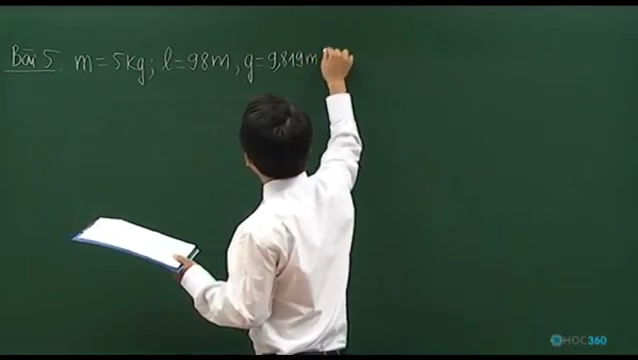 Bài 5. m = 5kg; l = 98m, g = 9,819m
HOC360